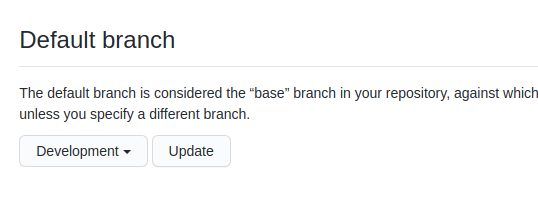 Default branch
The default branch is considered the “base” branch in your repository, against which
unless you specify a different branch.
Development
Update